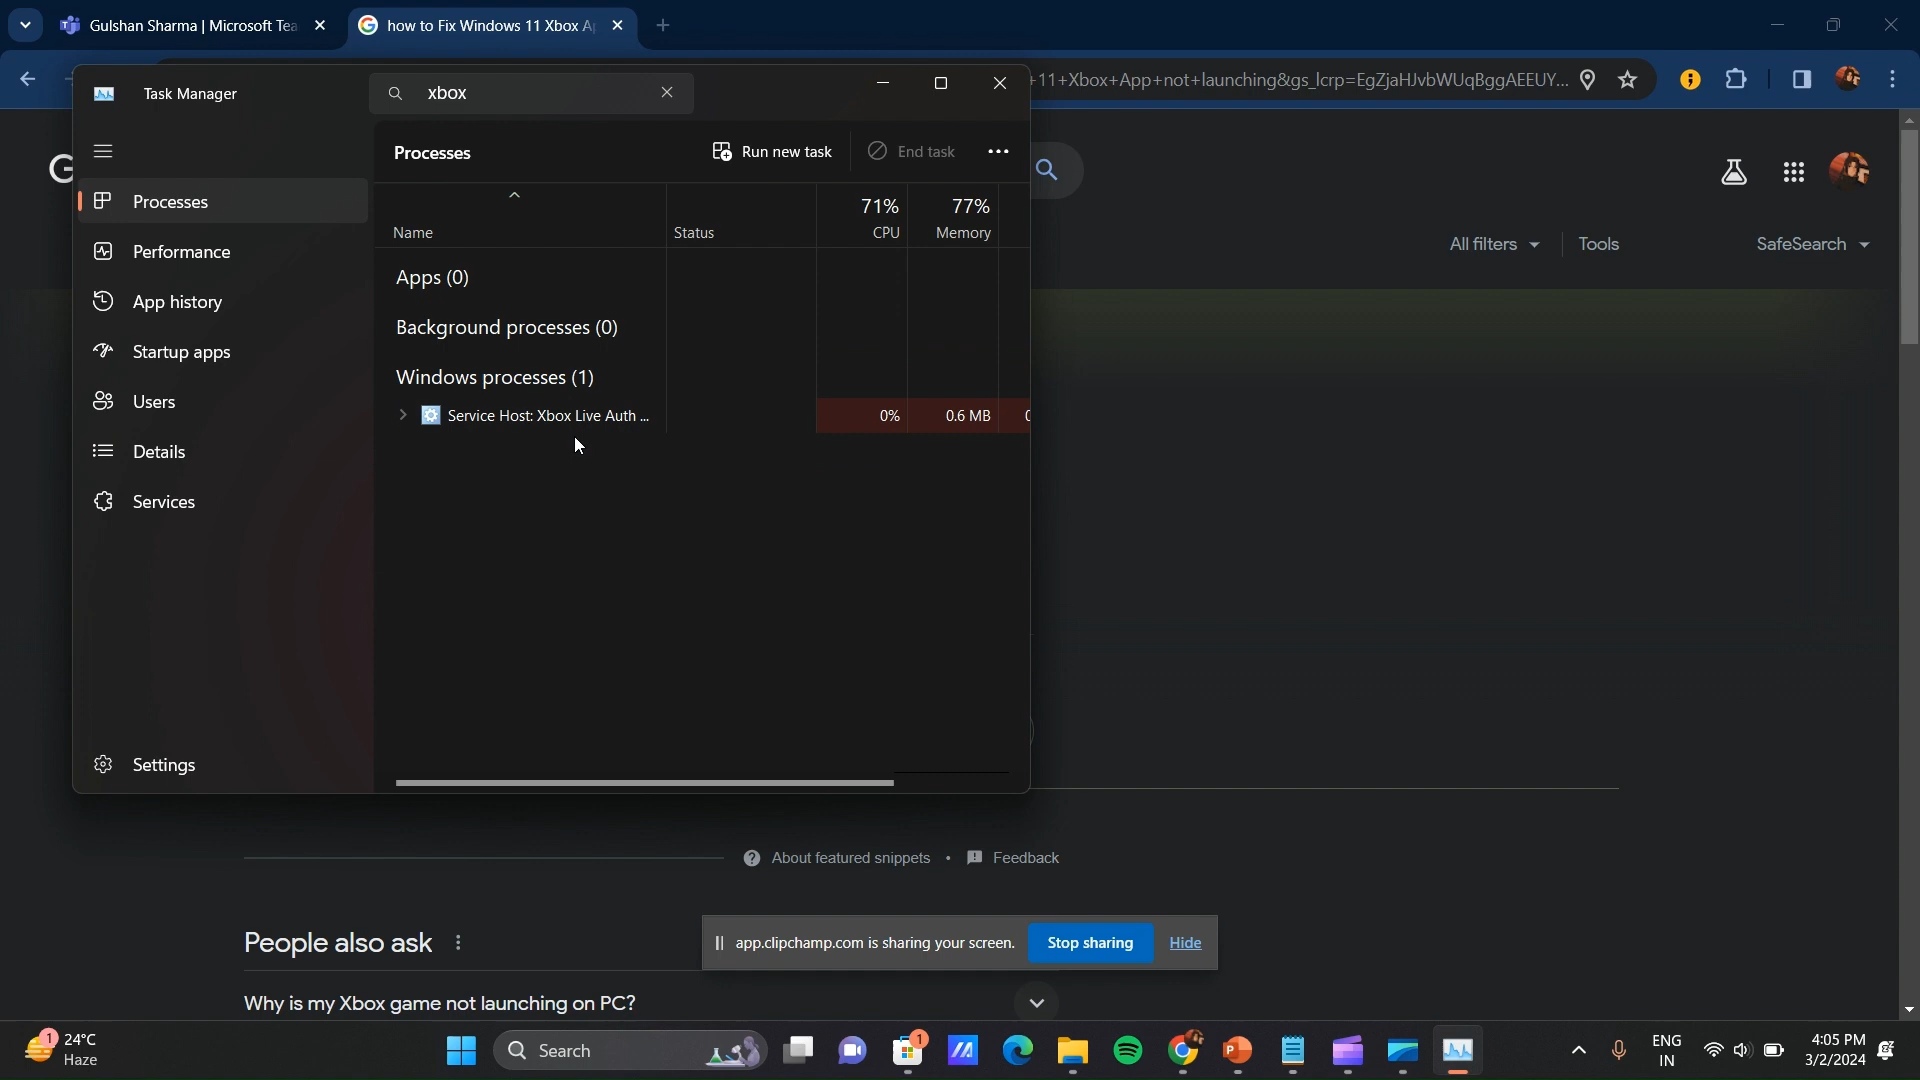 Gulshan Sharma | Microsoft Tea
how to Fix Windows 11 Xbox A
+11+Xbox+App+not+launching&gs_lcrp=EgZjaHJvbWUqBggAEEUY...
Task Manager
xbox
Processes
Run new task
End task
71%
77%
Name
Status
CPU
Memory
Apps (0)
Background processes (0)
Windows processes (1)
Service Host: Xbox Live Auth ...
0%
0.6 MB
Processes
Performance
App history
Startup apps
Users
Details
Services
Settings
G
All filters
Tools
SafeSearch
About featured snippets
•
Feedback
People also ask
app.clipchamp.com is sharing your screen.
Stop sharing
Hide
Why is my Xbox game not launching on PC?
1
24°C
Haze
Search
1
ENG
IN
4:05 PM
3/2/2024